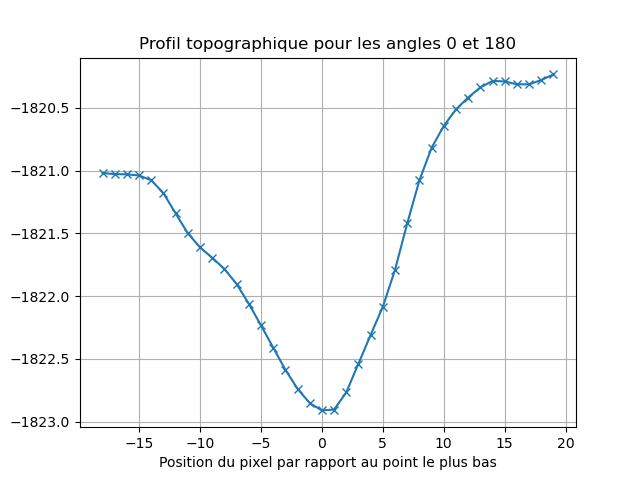 Profil topographique pour les angles 0 et 180
−1820.5
−1821.0
−1821.5
−1822.0
−1822.5
−1823.0
−15 −10 −5 0 5 10 15 20
Position du pixel par rapport au point le plus bas